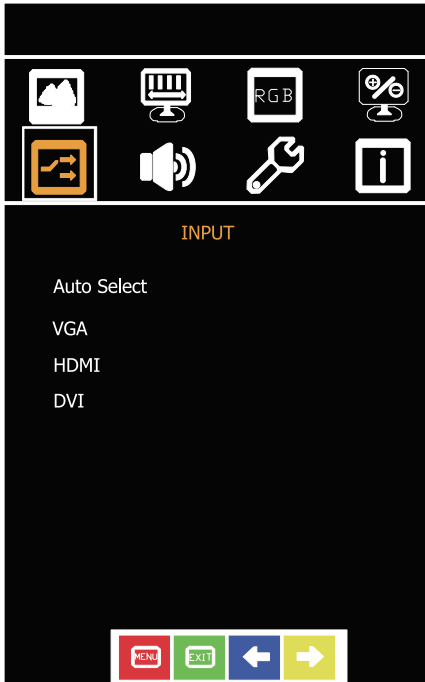 RGB
i
INPUT
Auto Select
VGA
HDMI
DVI
MENU EXIT